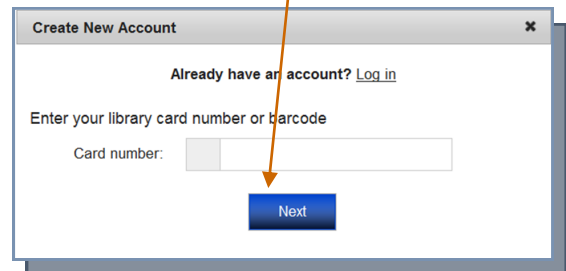 Create New Account
Already have an account? Log in
Enter your library card number or barcode
Card number:
Next